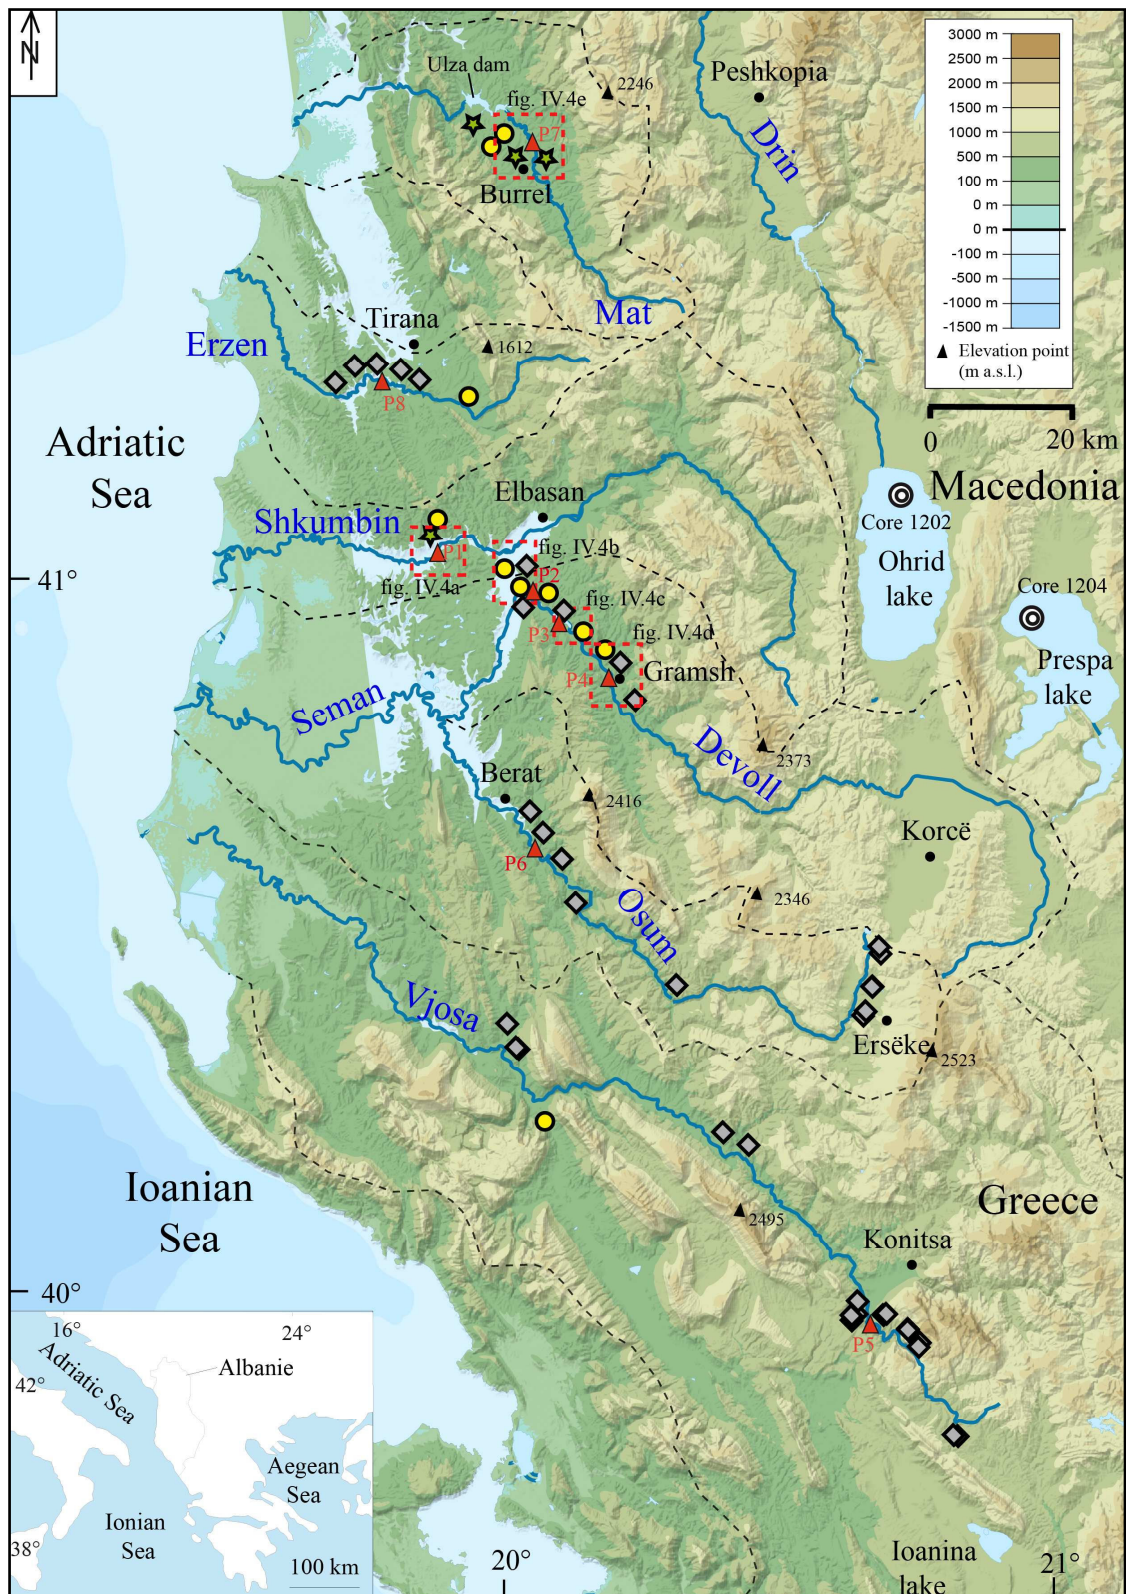 N
Ulza dam
fig. IV.4e
2246
Peshkopia
P7
Burrel
Drin
3000 m
2500 m
2000 m
1500 m
1000 m
500 m
100 m
0 m
0 m
-100 m
-500 m
-1000 m
-1500 m
Elevation point
(m a.s.l.)
0
20 km
Mat
Tirana
Erzen
1612
P8
Adriatic
Sea
Elbasan
Shkumbin
P1
fig. IV.4a
fig. IV.4b
P2
fig. IV.4c
P3
fig. IV.4d
P4
Gramsh
Macedonia
Core 1202
Ohrid
lake
Core 1204
Prespa
lake
41°
Seman
Devoll
2373
Berat
2416
P6
Korcë
2346
Osum
Vjosa
Ersëke
2523
Ioanian
Sea
2495
Greece
Konitsa
P5
40°
16°
24°
Adriatic Sea
Albanie
42°
Aegean
Sea
Ionian
Sea
38°
100 km
20°
Ioanina
lake
21°